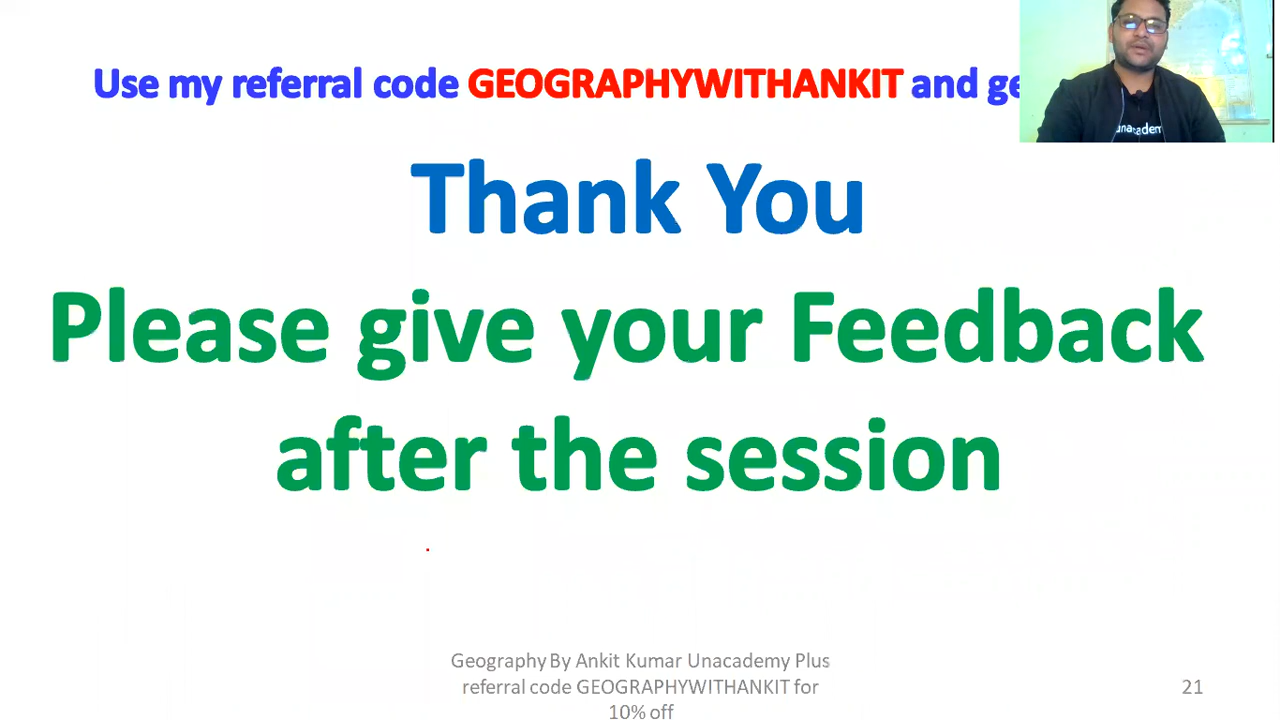 Use my referral code GEOGRAPHYWITHANKIT and
Thank You
Please give your Feedback
after the session
Geography By Ankit Kumar Unacademy Plus
referral code GEOGRAPHYWITHANKIT for
10% off
21